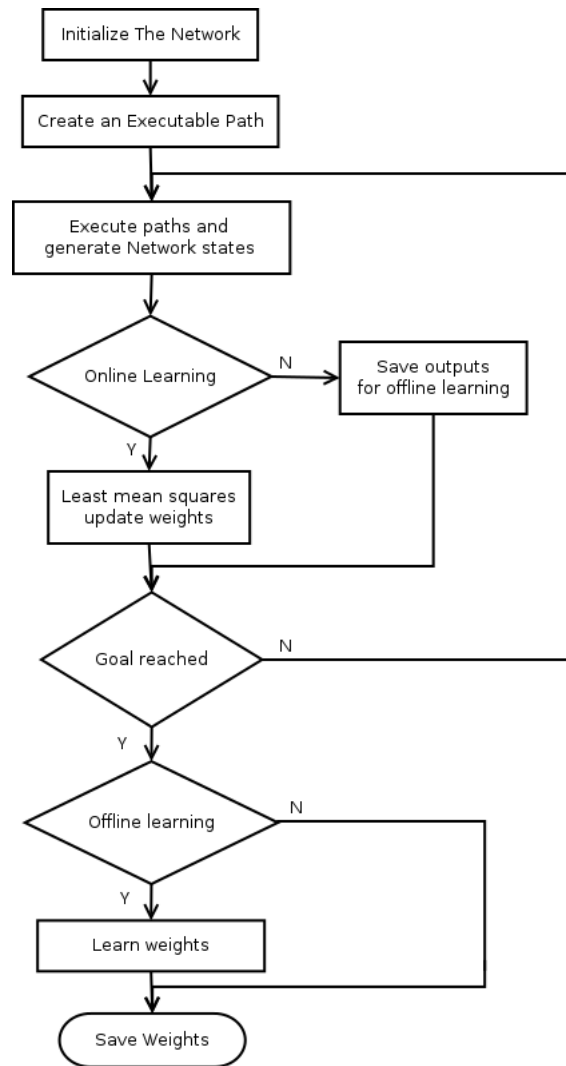 Initialize The Network
Create an Executable Path
Execute paths and
generate Network states
Online Learning
N
Save outputs
for offline learning
Y
Least mean squares
update weights
Goal reached
N
Y
Offline learning
N
Y
Learn weights
Save Weights